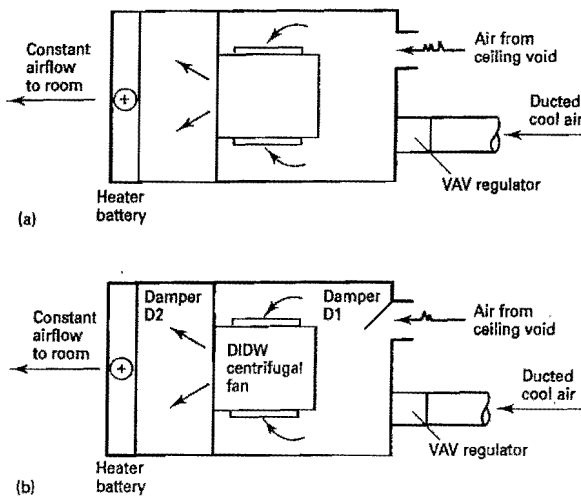 Constant
airflow
to room
Air from
ceiling void
Ducted
cool air
VAV regulator
Heater
battery
(a)
Constant
airflow
to room
Damper
D2
Damper
D1
DIDW
centrifugal
fan
Air from
ceiling void
Ducted
cool air
VAV regulator
Heater
battery
(b)